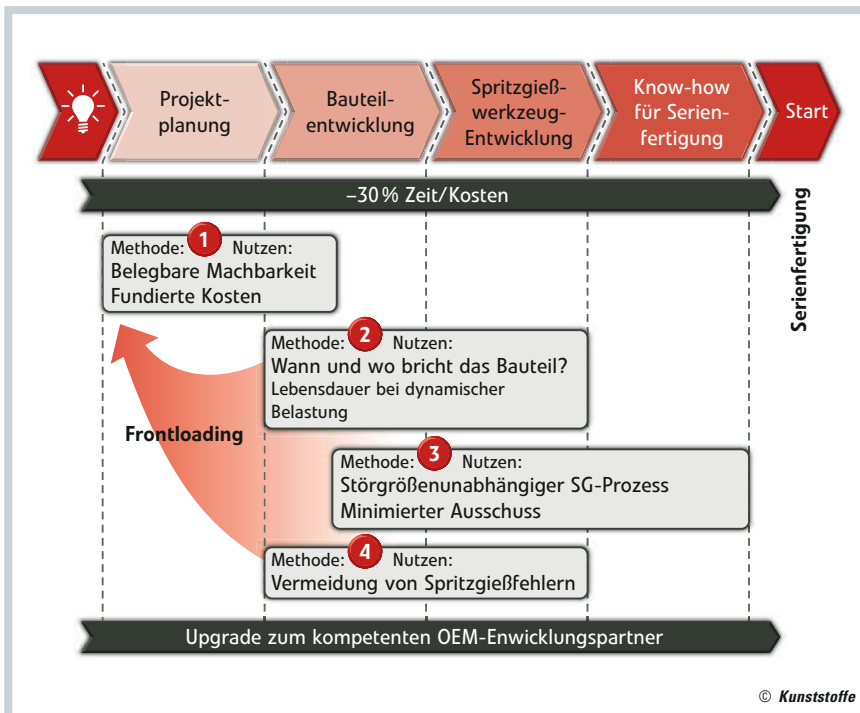 Projekt-
planung
Bauteil-
entwicklung
Spritzgieß-
werkzeug-
Entwicklung
Know-how
für Serien-
fertigung
Start
–30 % Zeit/Kosten
Serienfertigung
Methode: 1 Nutzen:
Belegbare Machbarkeit
Fundierte Kosten
Methode: 2 Nutzen:
Wann und wo bricht das Bauteil?
Lebensdauer bei dynamischer
Belastung
Frontloading
Methode: 3 Nutzen:
Störgrößenunabhängiger SG-Prozess
Minimierter Ausschuss
Methode: 4 Nutzen:
Vermeidung von Spritzgießfehlern
Upgrade zum kompetenten OEM-Enwicklungspartner
© Kunststoffe